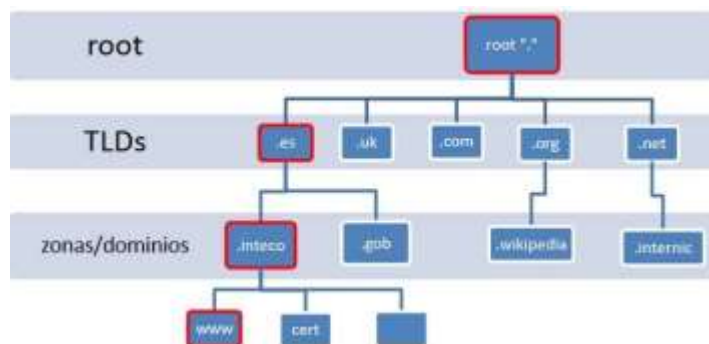 root
root "."
TLDs
.es
.uk
.com
.org
.net
zonas/dominios
.inteco
.gob
.wikipedia
.internic
www
cert